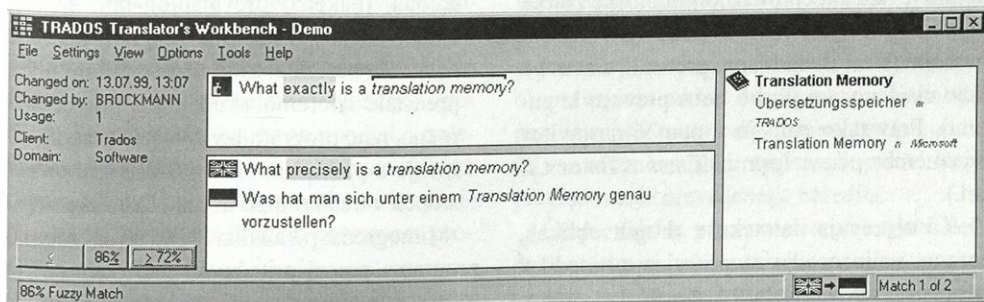 TRADOS Translator's Workbench - Demo
File Settings View Options Tools Help
Changed on: 13.07.99, 13:07
Changed by: BROCKMANN
Usage: 1
Client: Trados
Domain: Software
What exactly is a translation memory?
What precisely is a translation memory?
Was hat man sich unter einem Translation Memory genau
vorzustellen?
Translation Memory
Übersetzungsspeicher
TRADOS
Translation Memory n Microsoft
86% > 72%
86% Fuzzy Match
Match 1 of 2